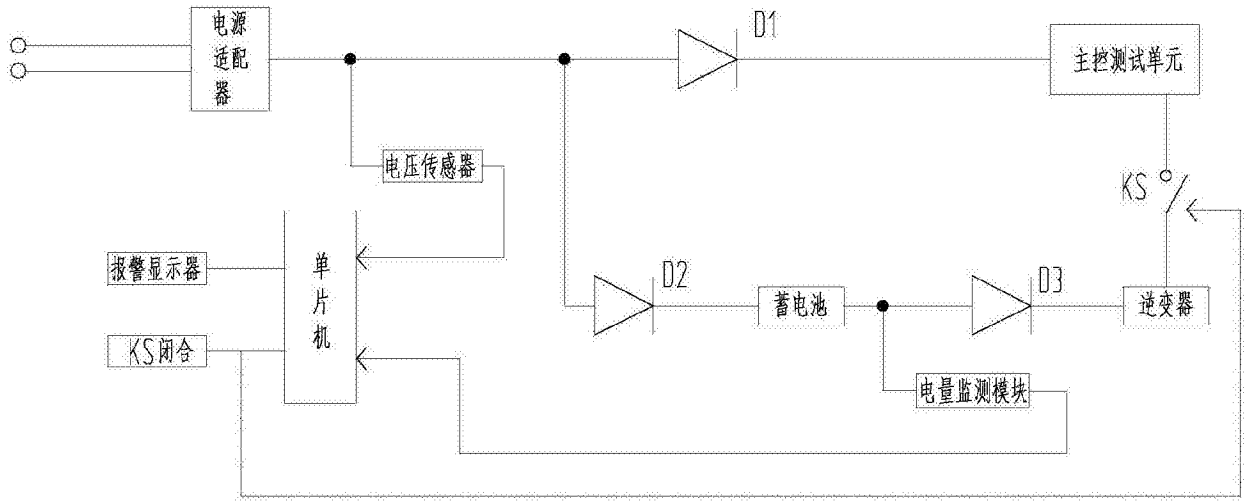 电源
适配
器
D1
主控测试单元
电压传感器
KS
报警显示器
单
片
机
D2
蓄电池
D3
逆变器
KS闭合
电量监测模块